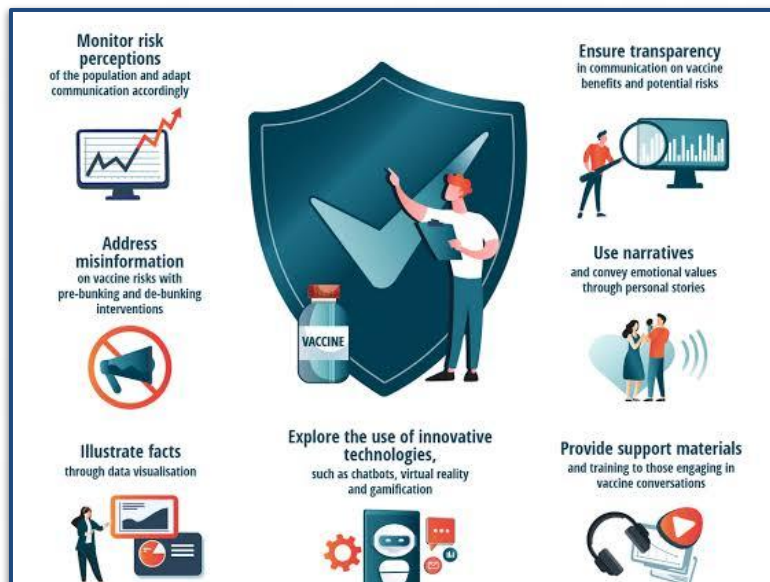 Monitor risk
perceptions
of the population and adapt
communication accordingly
Ensure transparency
in communication on vaccine
benefits and potential risks
Address
misinformation
on vaccine risks with
pre-bunking and de-bunking
interventions
VACCINE
Use narratives
and convey emotional values
through personal stories
Illustrate facts
through data visualisation
Explore the use of innovative
technologies,
such as chatbots, virtual reality
and gamification
Provide support materials
and training to those engaging in
vaccine conversations